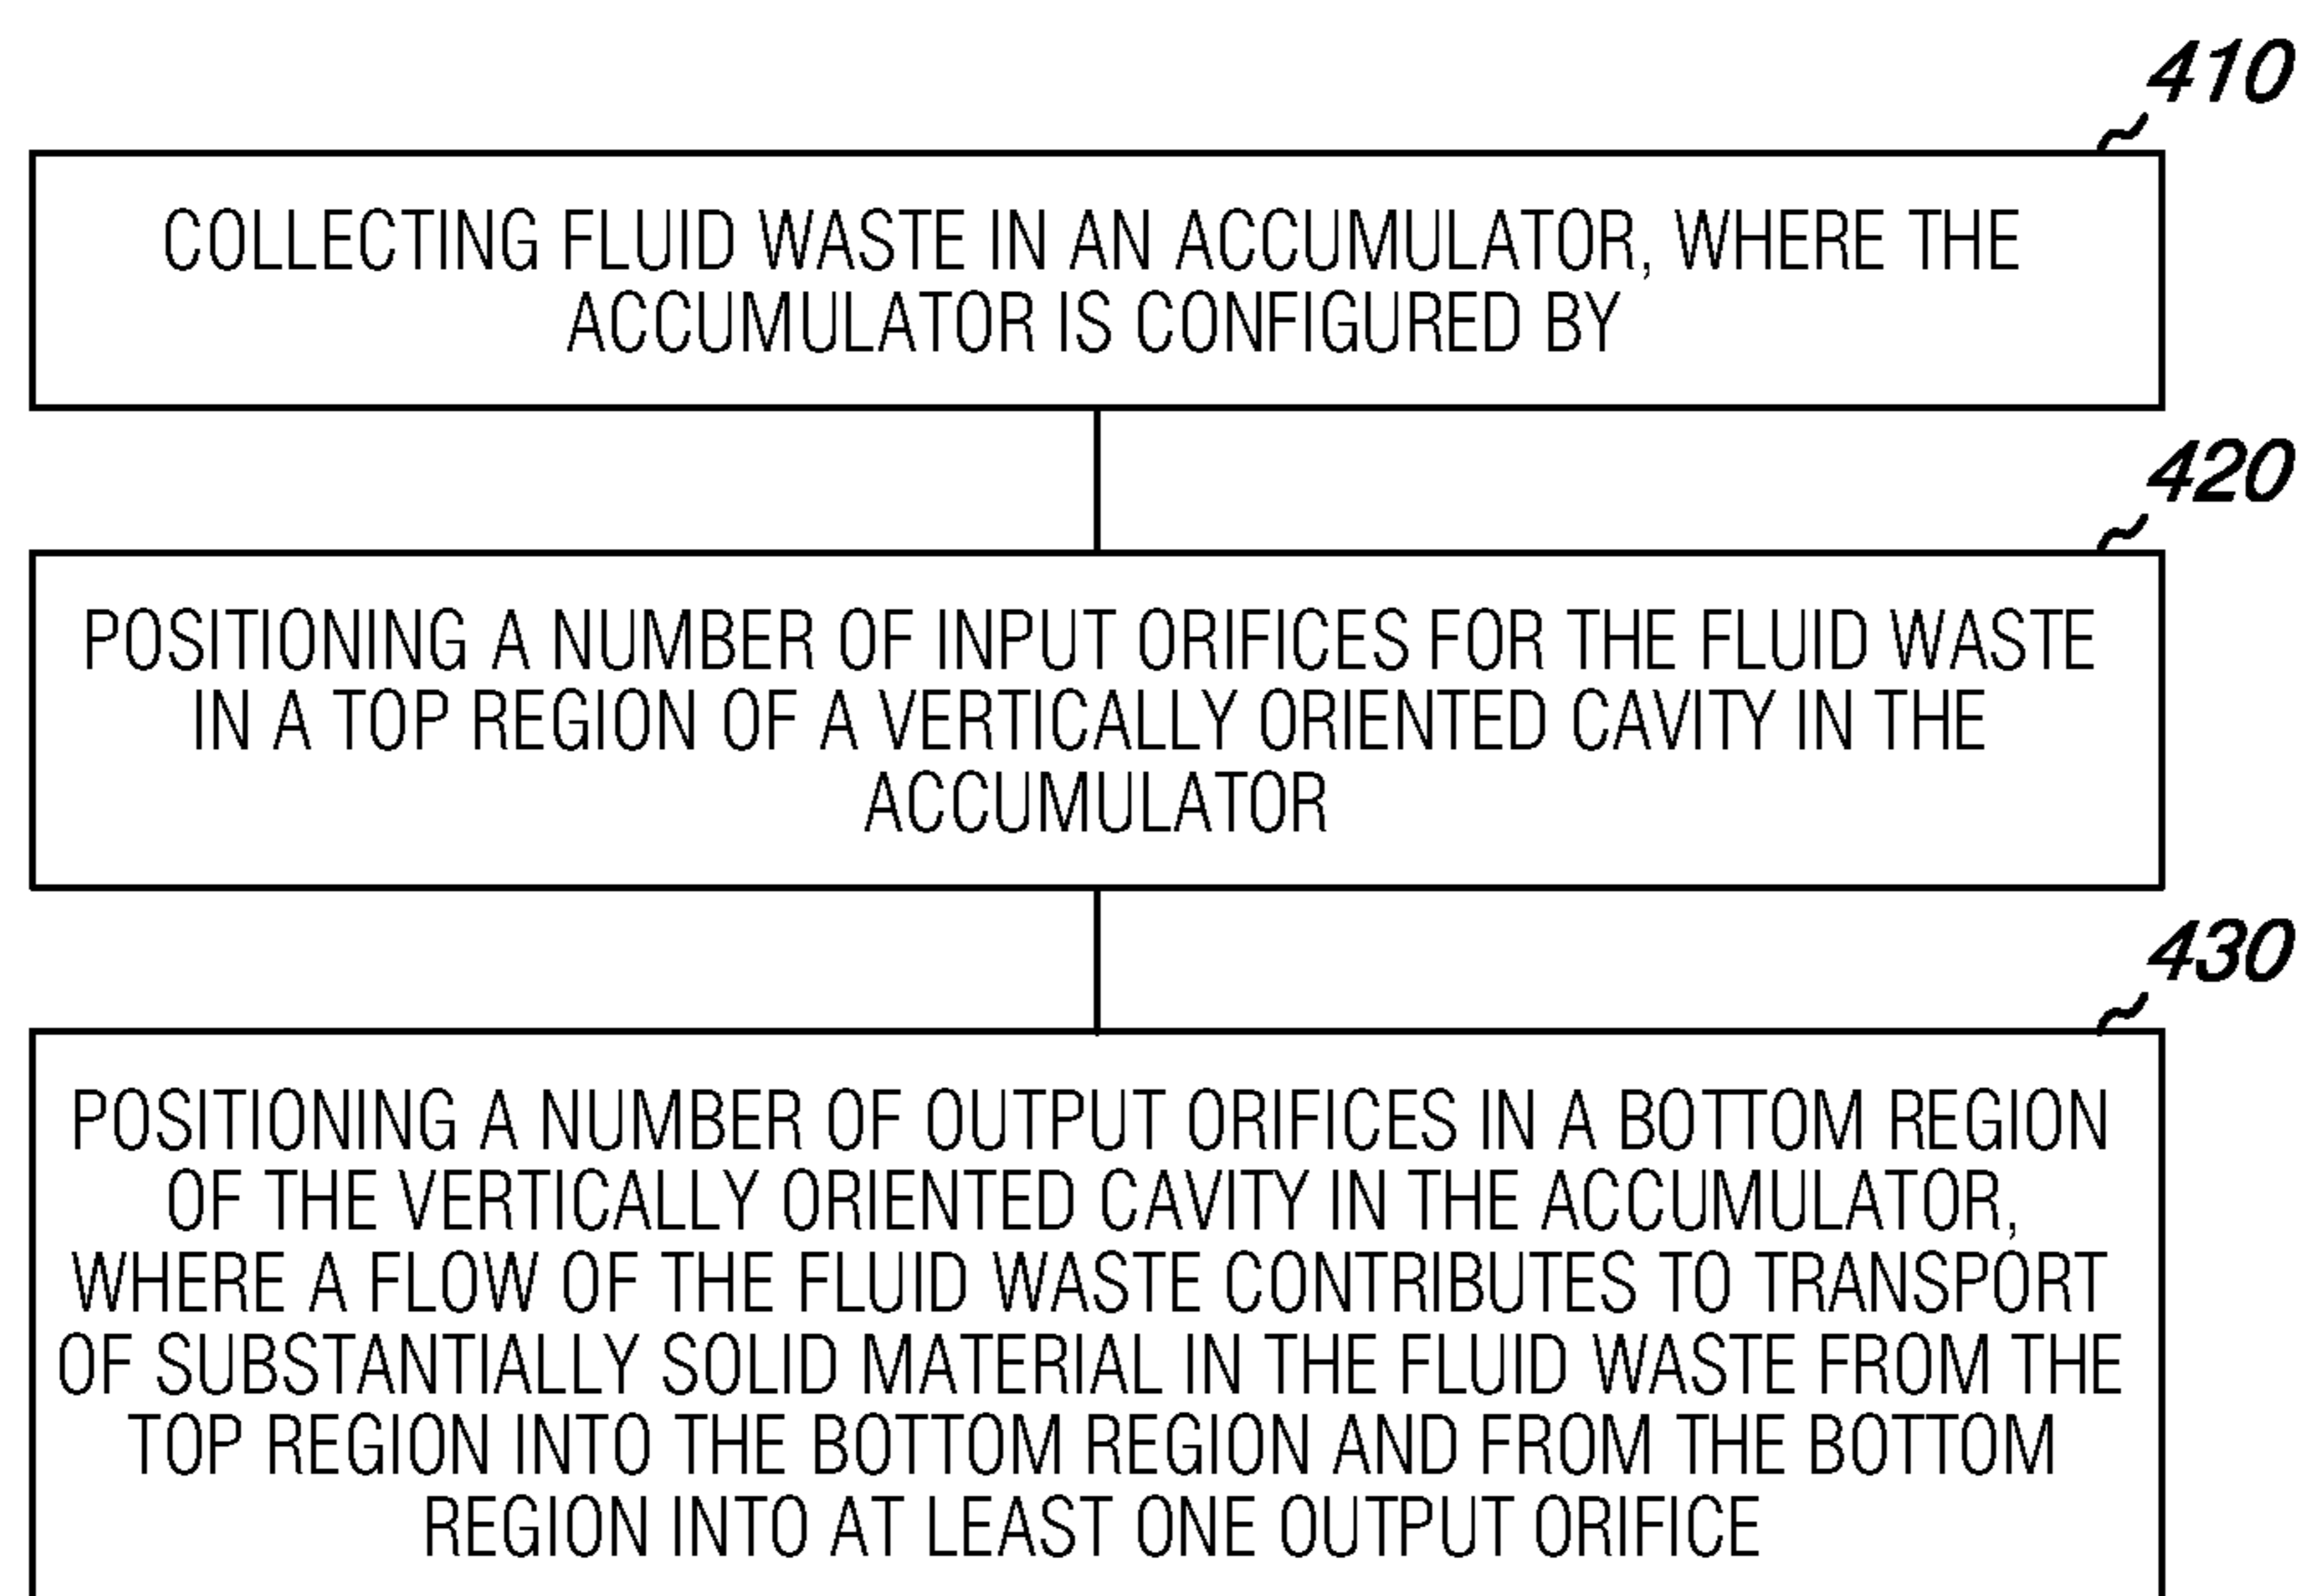 410
COLLECTING FLUID WASTE IN AN ACCUMULATOR, WHERE THE
ACCUMULATOR IS CONFIGURED BY
420
POSITIONING A NUMBER OF INPUT ORIFICES FOR THE FLUID WASTE
IN A TOP REGION OF A VERTICALLY ORIENTED CAVITY IN THE
ACCUMULATOR
430
POSITIONING A NUMBER OF OUTPUT ORIFICES IN A BOTTOM REGION
OF THE VERTICALLY ORIENTED CAVITY IN THE ACCUMULATOR,
WHERE A FLOW OF THE FLUID WASTE CONTRIBUTES TO TRANSPORT
OF SUBSTANTIALLY SOLID MATERIAL IN THE FLUID WASTE FROM THE
TOP REGION INTO THE BOTTOM REGION AND FROM THE BOTTOM
REGION INTO AT LEAST ONE OUTPUT ORIFICE